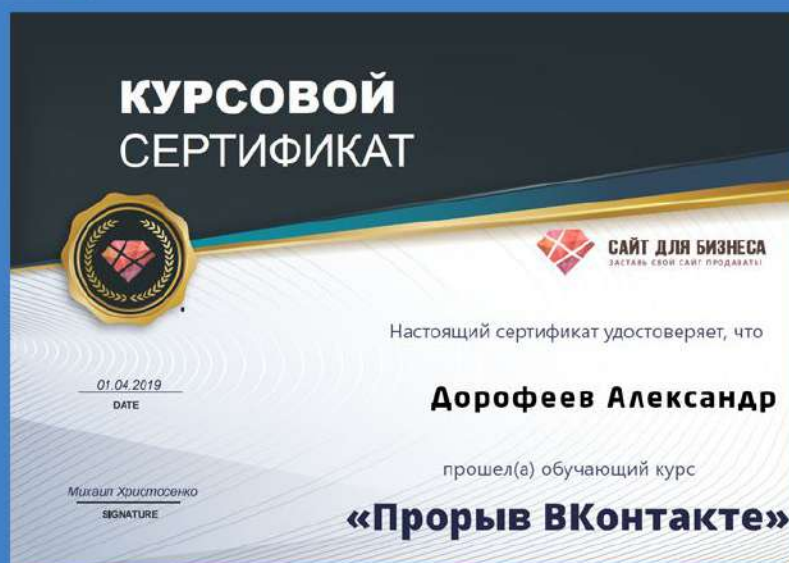 КУРСОВОЙ
СЕРТИФИКАТ
САЙТ ДЛЯ БИЗНЕСА
ЗАСТАВЬ СВОЙ САЙТ ПРОДАВАТЬ!
Настоящий сертификат удостоверяет, что
01.04.2019
DATE
Дорофеев Александр
прошел(а) обучающий курс
Михаил Христосенко
SIGNATURE
«Прорыв ВКонтакте»